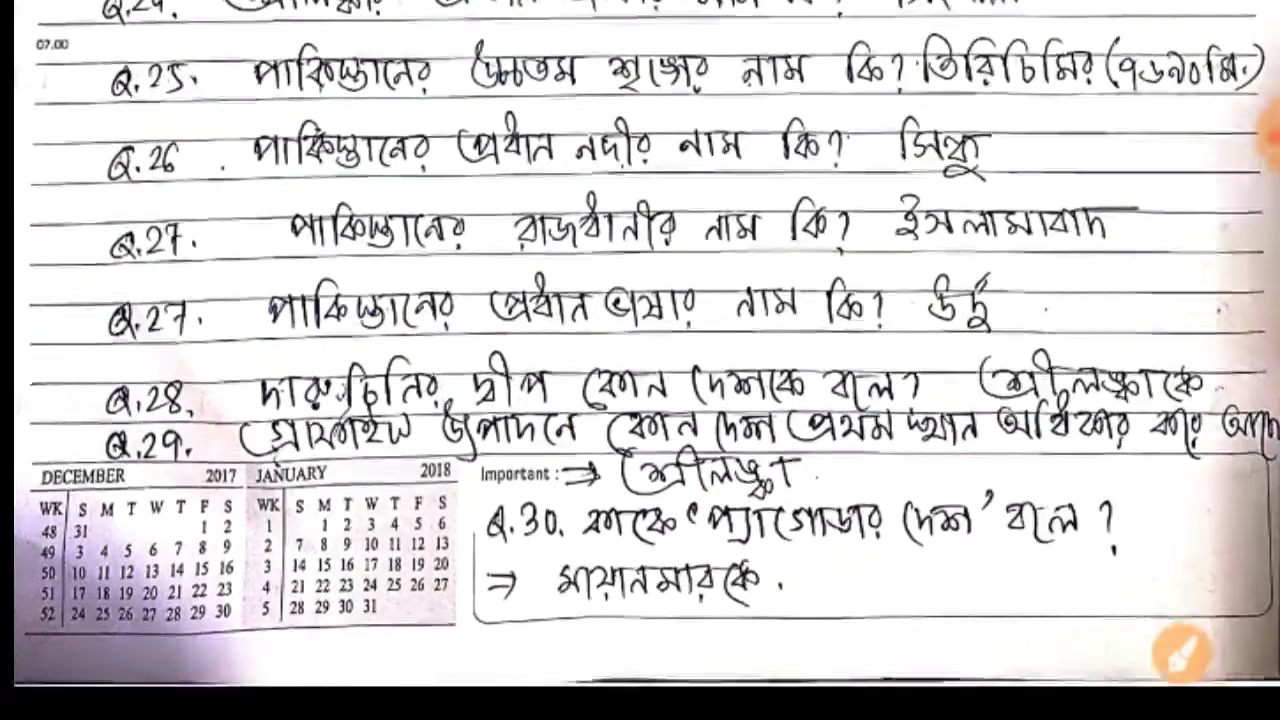 07.00
Q.25. পাকিস্তানের উচ্চতম শৃঙ্গের নাম কি? তিরিচমির (৭৬৯০মি.)
Q.26. পাকিস্তানের প্রধান নদীর নাম কি? সিন্ধু
Q.27. পাকিস্তানের রাজধানীর নাম কি? ইসলামাবাদ
Q.27. পাকিস্তানের প্রধান ভাষার নাম কি? উর্দু
Q.28. দারুচিনির দ্বীপ কোন দেশকে বলে? শ্রীলঙ্কাকে
Q.29. গ্রাফাইট উৎপাদনে কোন দেশ প্রথম স্থান অধিকার করে আছে
Important : ⇒ শ্রীলঙ্কা.
Q.30. কাকে 'প্যাগোডার দেশ' বলে ?
⇒ মায়ানমারকে.
DECEMBER 2017
WK S M T W T F S
48 31 1 2
49 3 4 5 6 7 8 9
50 10 11 12 13 14 15 16
51 17 18 19 20 21 22 23
52 24 25 26 27 28 29 30
JANUARY 2018
WK S M T W T F S
1 1 2 3 4 5 6
2 7 8 9 10 11 12 13
3 14 15 16 17 18 19 20
4 21 22 23 24 25 26 27
5 28 29 30 31